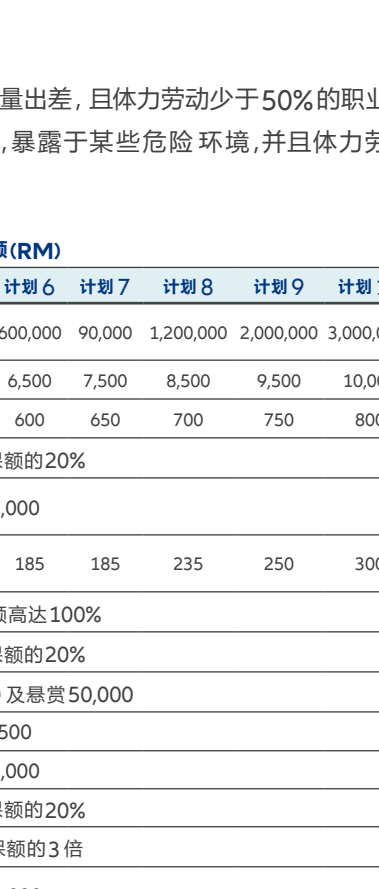 量出差, 且体力劳动少于50%的职业
,暴露于某些危险环境,并且体力劳
额(RM)
计划6 计划7 计划8 计划9 计划
600,000 90,000 1,200,000 2,000,000 3,000,0
6,500 7,500 8,500 9,500 10,00
600 650 700 750 800
保额的20%
,000
185 185 235 250 300
高达100%
保额的20%
及悬赏50,000
500
,000
保额的20%
保额的3倍